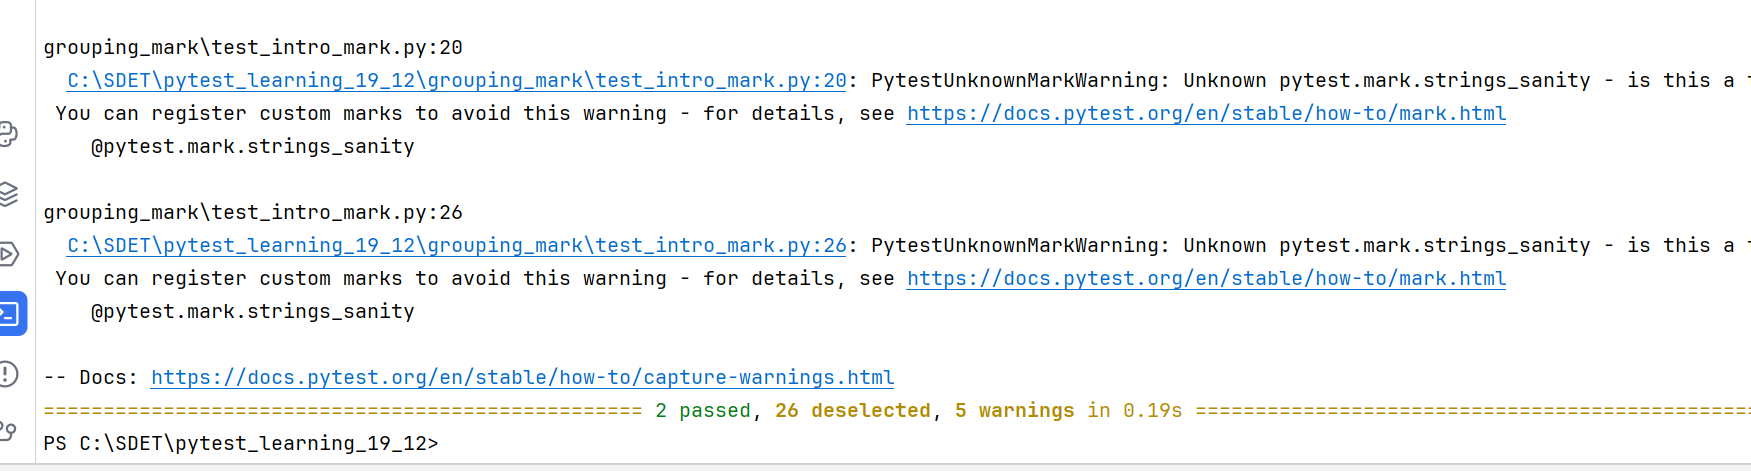 grouping_mark\test_intro_mark.py:20
C:\SDET\pytest_learning_19_12\grouping_mark\test_intro_mark.py:20: PytestUnknownMarkWarning: Unknown pytest.mark.strings_sanity - is this a
You can register custom marks to avoid this warning - for details, see https://docs.pytest.org/en/stable/how-to/mark.html
@pytest.mark.strings_sanity
grouping_mark\test_intro_mark.py:26
C:\SDET\pytest_learning_19_12\grouping_mark\test_intro_mark.py:26: PytestUnknownMarkWarning: Unknown pytest.mark.strings_sanity - is this a
You can register custom marks to avoid this warning - for details, see https://docs.pytest.org/en/stable/how-to/mark.html
@pytest.mark.strings_sanity
-- Docs: https://docs.pytest.org/en/stable/how-to/capture-warnings.html
================================================== 2 passed, 26 deselected, 5 warnings in 0.19s ===============================================
PS C:\SDET\pytest_learning_19_12>